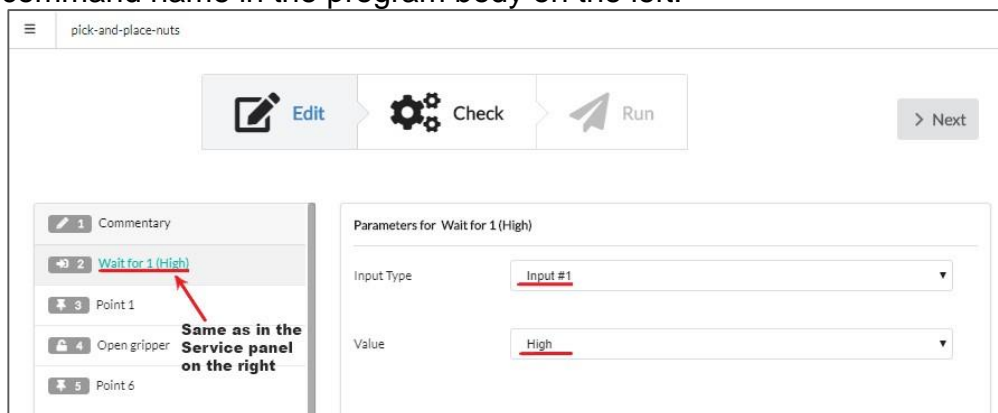 command name in the program body on the left.
pick-and-place-nuts
Edit
Check
Run
Next
1 Commentary
2 Wait for 1 (High)
3 Point 1
4 Open gripper
5 Point 6
Same as in the
Service panel
on the right
Parameters for Wait for 1 (High)
Input Type
Input #1
Value
High